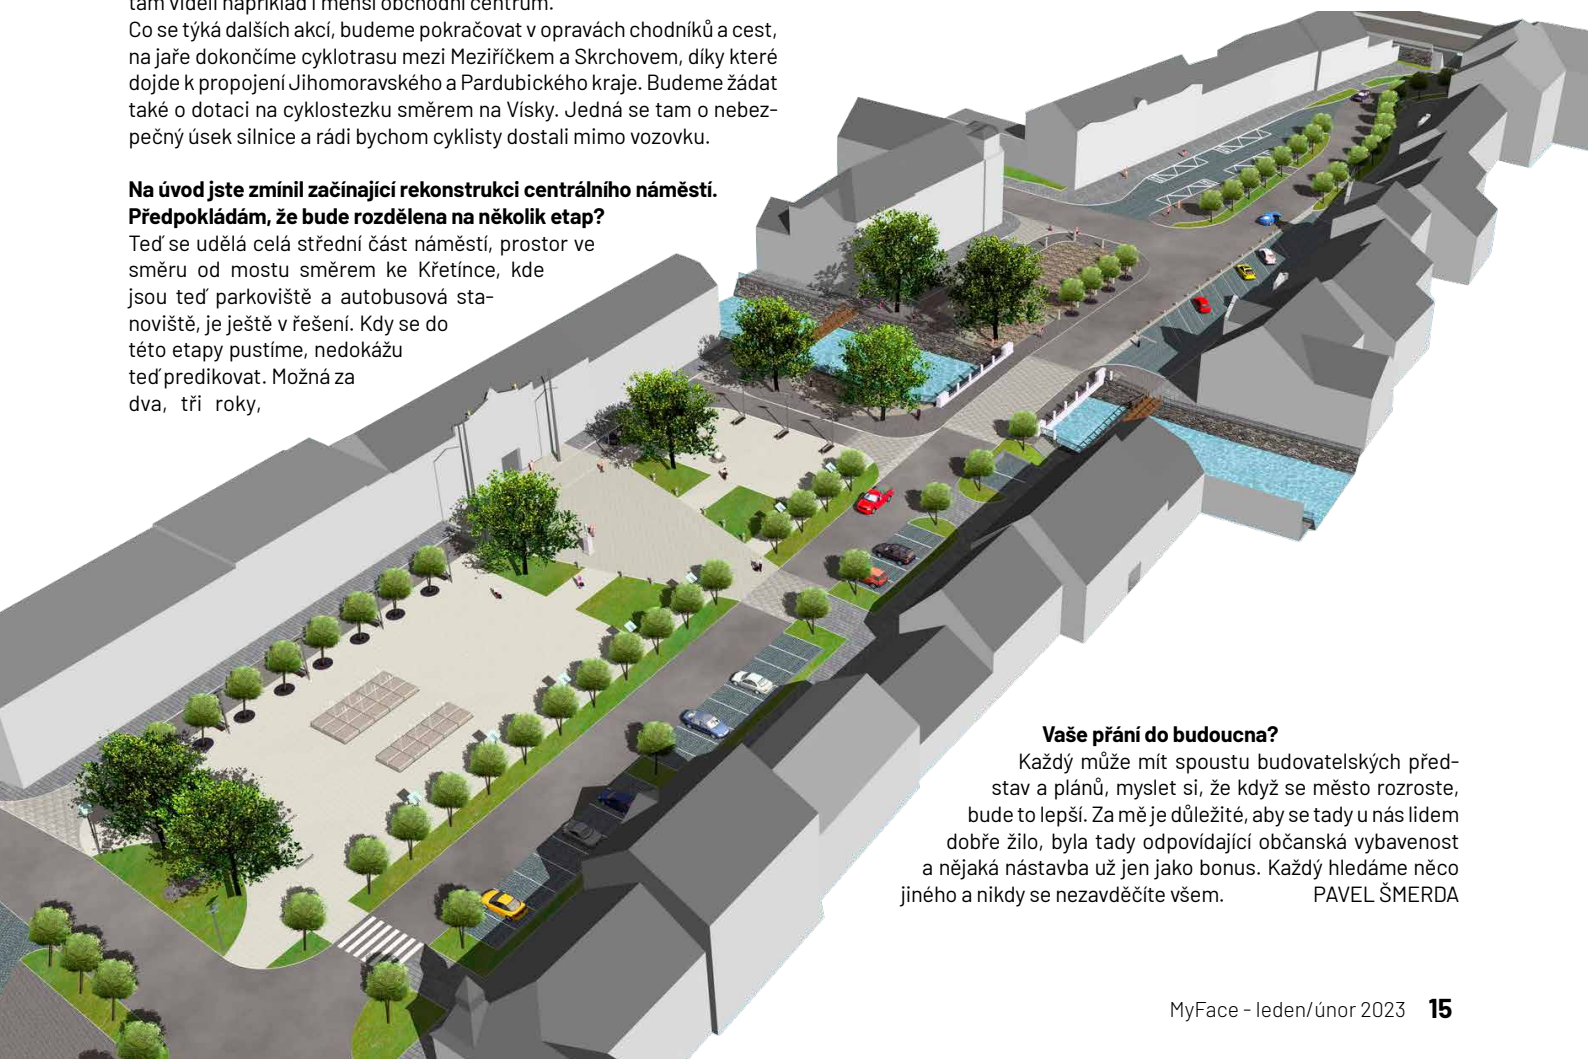 tam viděli například i menší obchodní centrum.
Co se týká dalších akcí, budeme pokračovat v opravách chodníků a cest,
na jaře dokončíme cyklotrasu mezi Meziříčkem a Skrchovem, díky které
dojde k propojení Jihomoravského a Pardubického kraje. Budeme žádat
také o dotaci na cyklostezku směrem na Vísky. Jedná se tam o nebez-
pečný úsek silnice a rádi bychom cyklisty dostali mimo vozovku.
Na úvod jste zmínil začínající rekonstrukci centrálního náměstí.
Předpokládám, že bude rozdělena na několik etap?
Teď se udělá celá střední část náměstí, prostor ve
směru od mostu směrem ke Křetínce, kde
jsou teď parkoviště a autobusová sta-
noviště, je ještě v řešení. Kdy se do
této etapy pustíme, nedokážu
teď predikovat. Možná za
dva, tři roky,
Vaše přání do budoucna?
Každý může mít spoustu budovatelských před-
stav a plánů, myslet si, že když se město rozroste,
bude to lepší. Za mě je důležité, aby se tady u nás lidem
dobře žilo, byla tady odpovídající občanská vybavenost
a nějaká nástavba už jen jako bonus. Každý hledáme něco
jiného a nikdy se nezavděčíte všem. PAVEL ŠMERDA
MyFace - leden/únor 2023 15